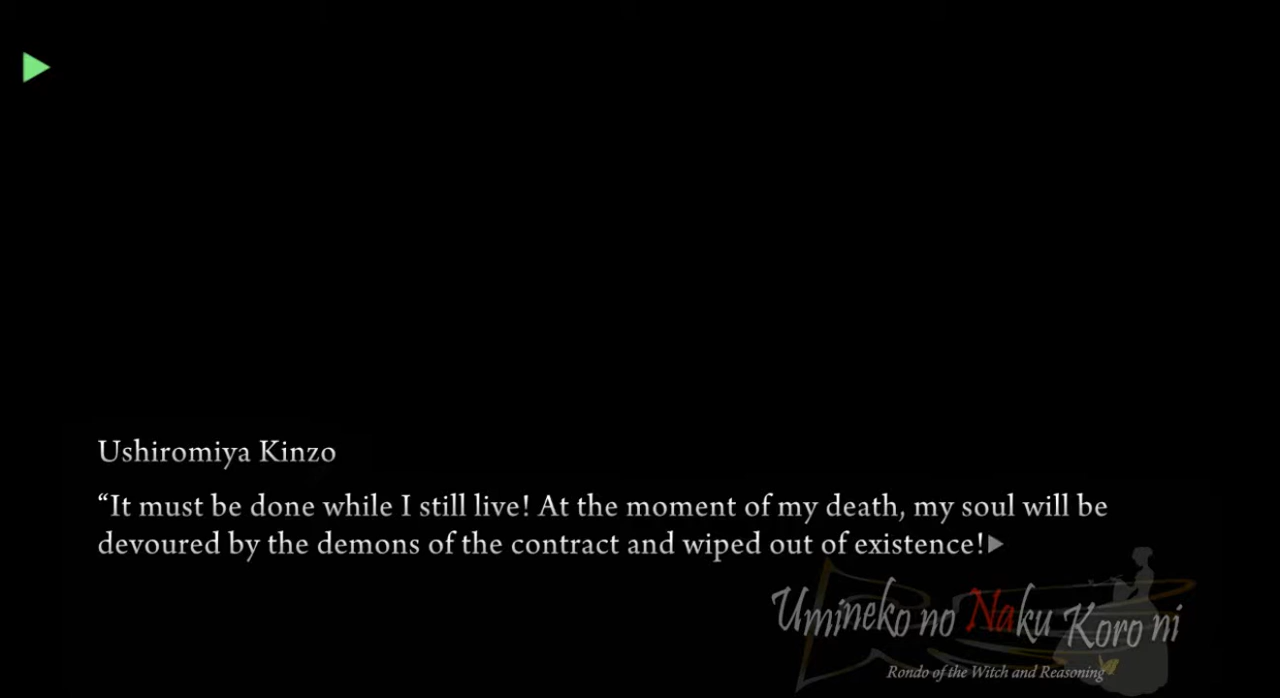 Ushiromiya Kinzo
“It must be done while I still live! At the moment of my death, my soul will be
devoured by the demons of the contract and wiped out of existence!
Umineko no Naku Koro ni
Rondo of the Witch and Reasoning